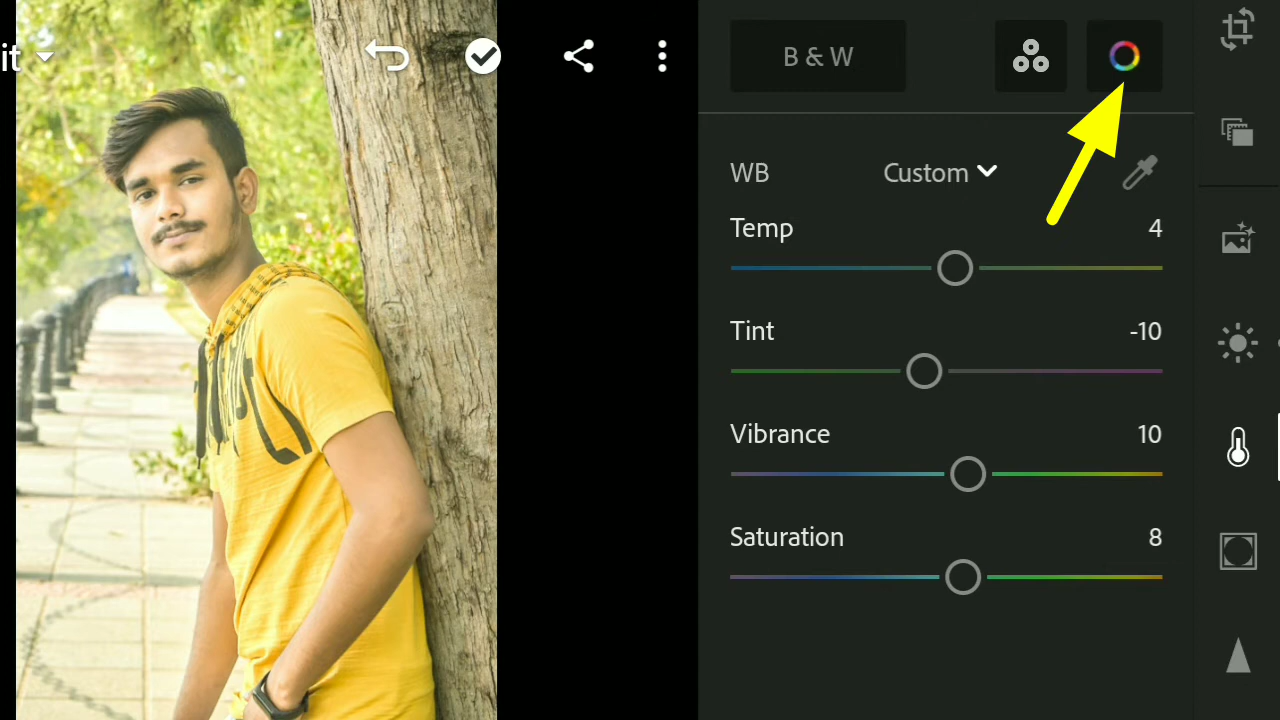 it
B & W
WB Custom
Temp 4
Tint -10
Vibrance 10
Saturation 8